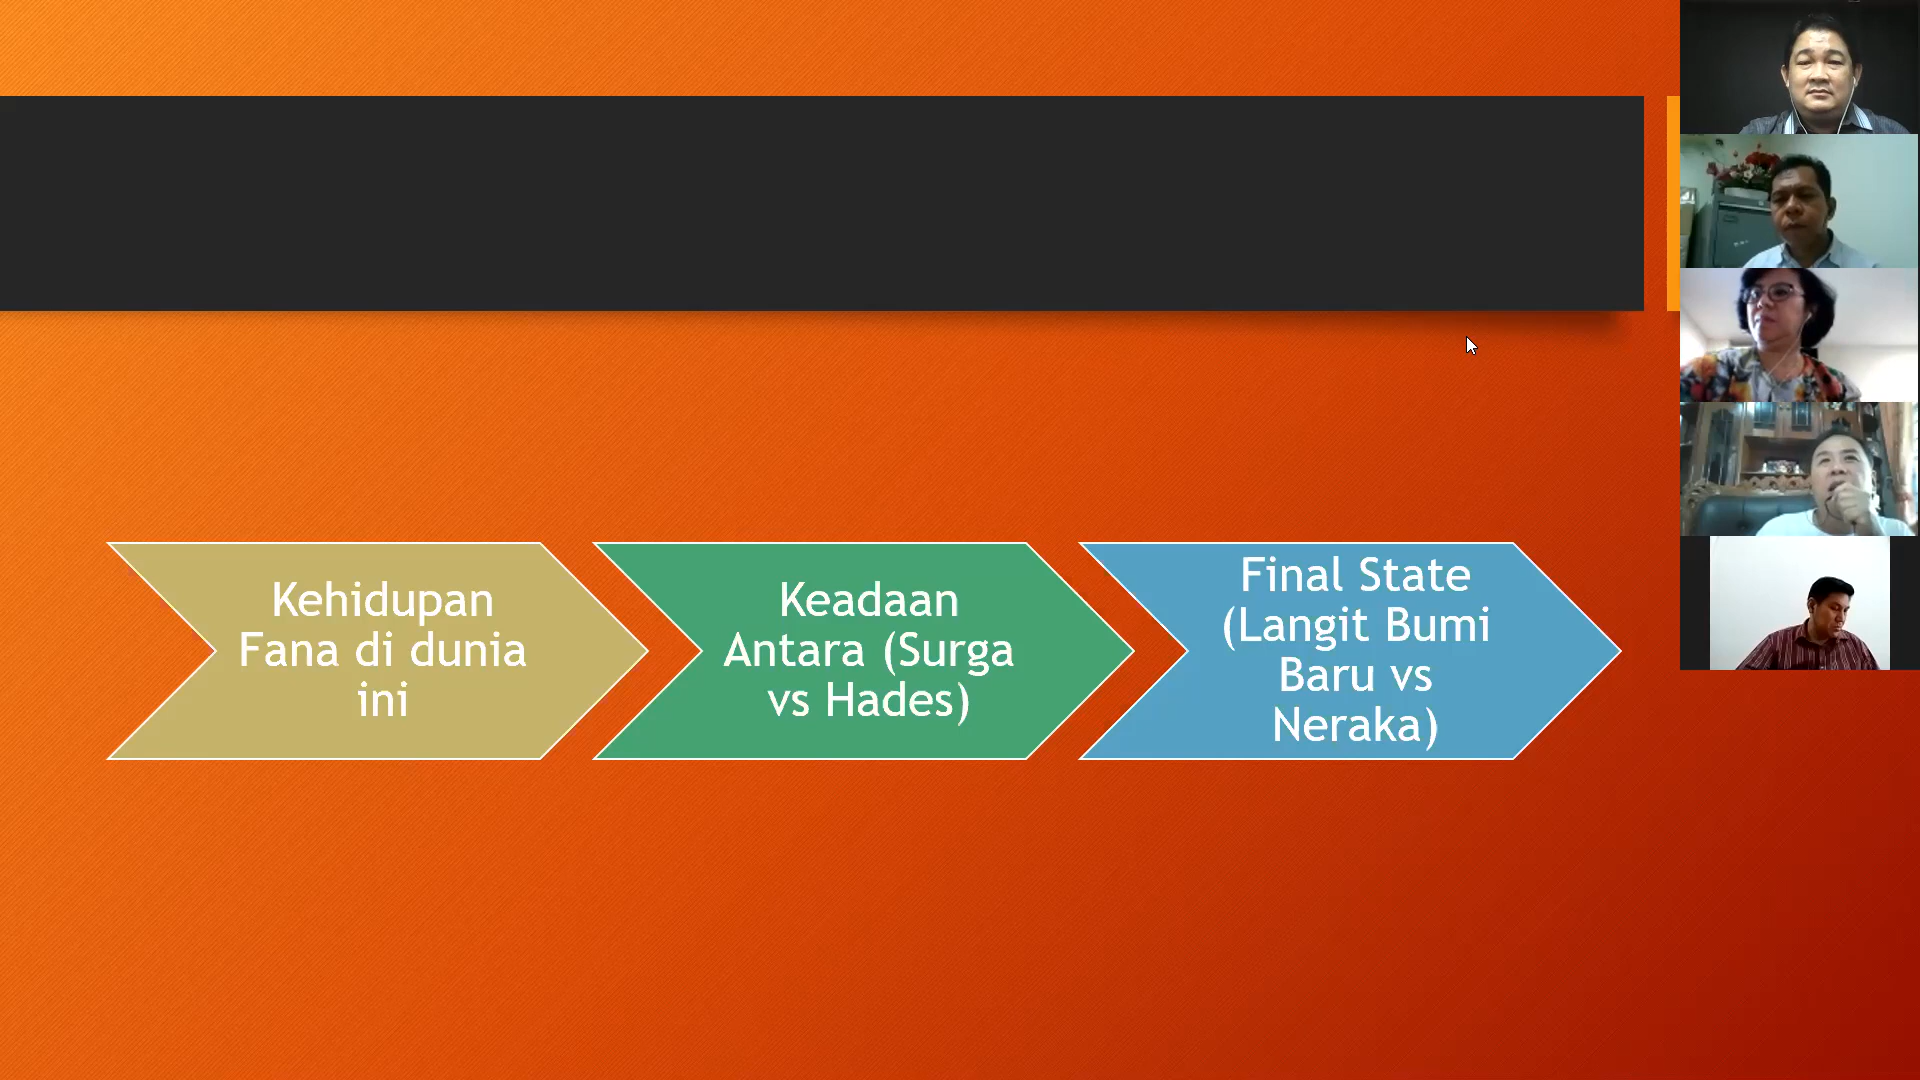 Kehidupan
Fana di dunia
ini
Keadaan
Antara (Surga
vs Hades)
Final State
(Langit Bumi
Baru vs
Neraka)